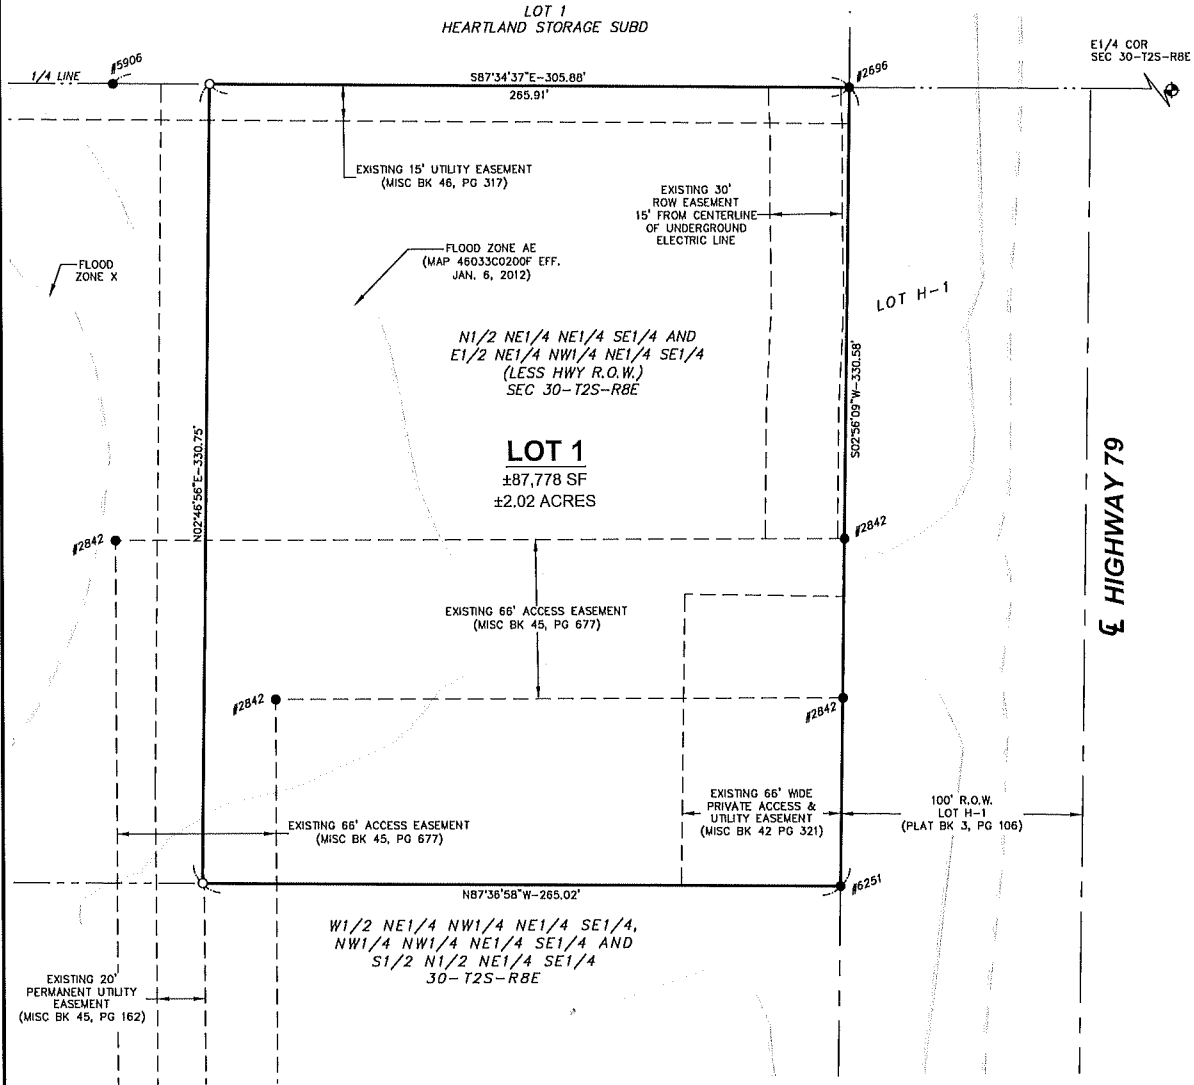 LOT 1
HEARTLAND STORAGE SUBD
E1/4 COR
SEC 30-T2S-R8E
#5906
1/4 LINE
S87°34'37"E-305.88'
265.91'
#2696
EXISTING 15' UTILITY EASEMENT
(MISC BK 46, PG 317)
EXISTING 30'
ROW EASEMENT
15' FROM CENTERLINE
OF UNDERGROUND
ELECTRIC LINE
FLOOD
ZONE X
FLOOD ZONE AE
(MAP 46033C0200F EFF.
JAN. 6, 2012)
LOT H-1
N1/2 NE1/4 NE1/4 SE1/4 AND
E1/2 NE1/4 NW1/4 NE1/4 SE1/4
(LESS HWY R.O.W.)
SEC 30-T2S-R8E
S02°56'09"W-330.58'
N02°46'56"E-330.75'
LOT 1
±87,778 SF
±2.02 ACRES
℄ HIGHWAY 79
#2842
#2842
EXISTING 66' ACCESS EASEMENT
(MISC BK 45, PG 677)
#2842
#2842
EXISTING 66' WIDE
PRIVATE ACCESS &
UTILITY EASEMENT
(MISC BK 42 PG 321)
100' R.O.W.
LOT H-1
(PLAT BK 3, PG 106)
EXISTING 66' ACCESS EASEMENT
(MISC BK 45, PG 677)
N87°36'58"W-265.02'
#6251
W1/2 NE1/4 NW1/4 NE1/4 SE1/4,
NW1/4 NW1/4 NE1/4 SE1/4 AND
S1/2 N1/2 NE1/4 SE1/4
30-T2S-R8E
EXISTING 20'
PERMANENT UTILITY
EASEMENT
(MISC BK 45, PG 162)